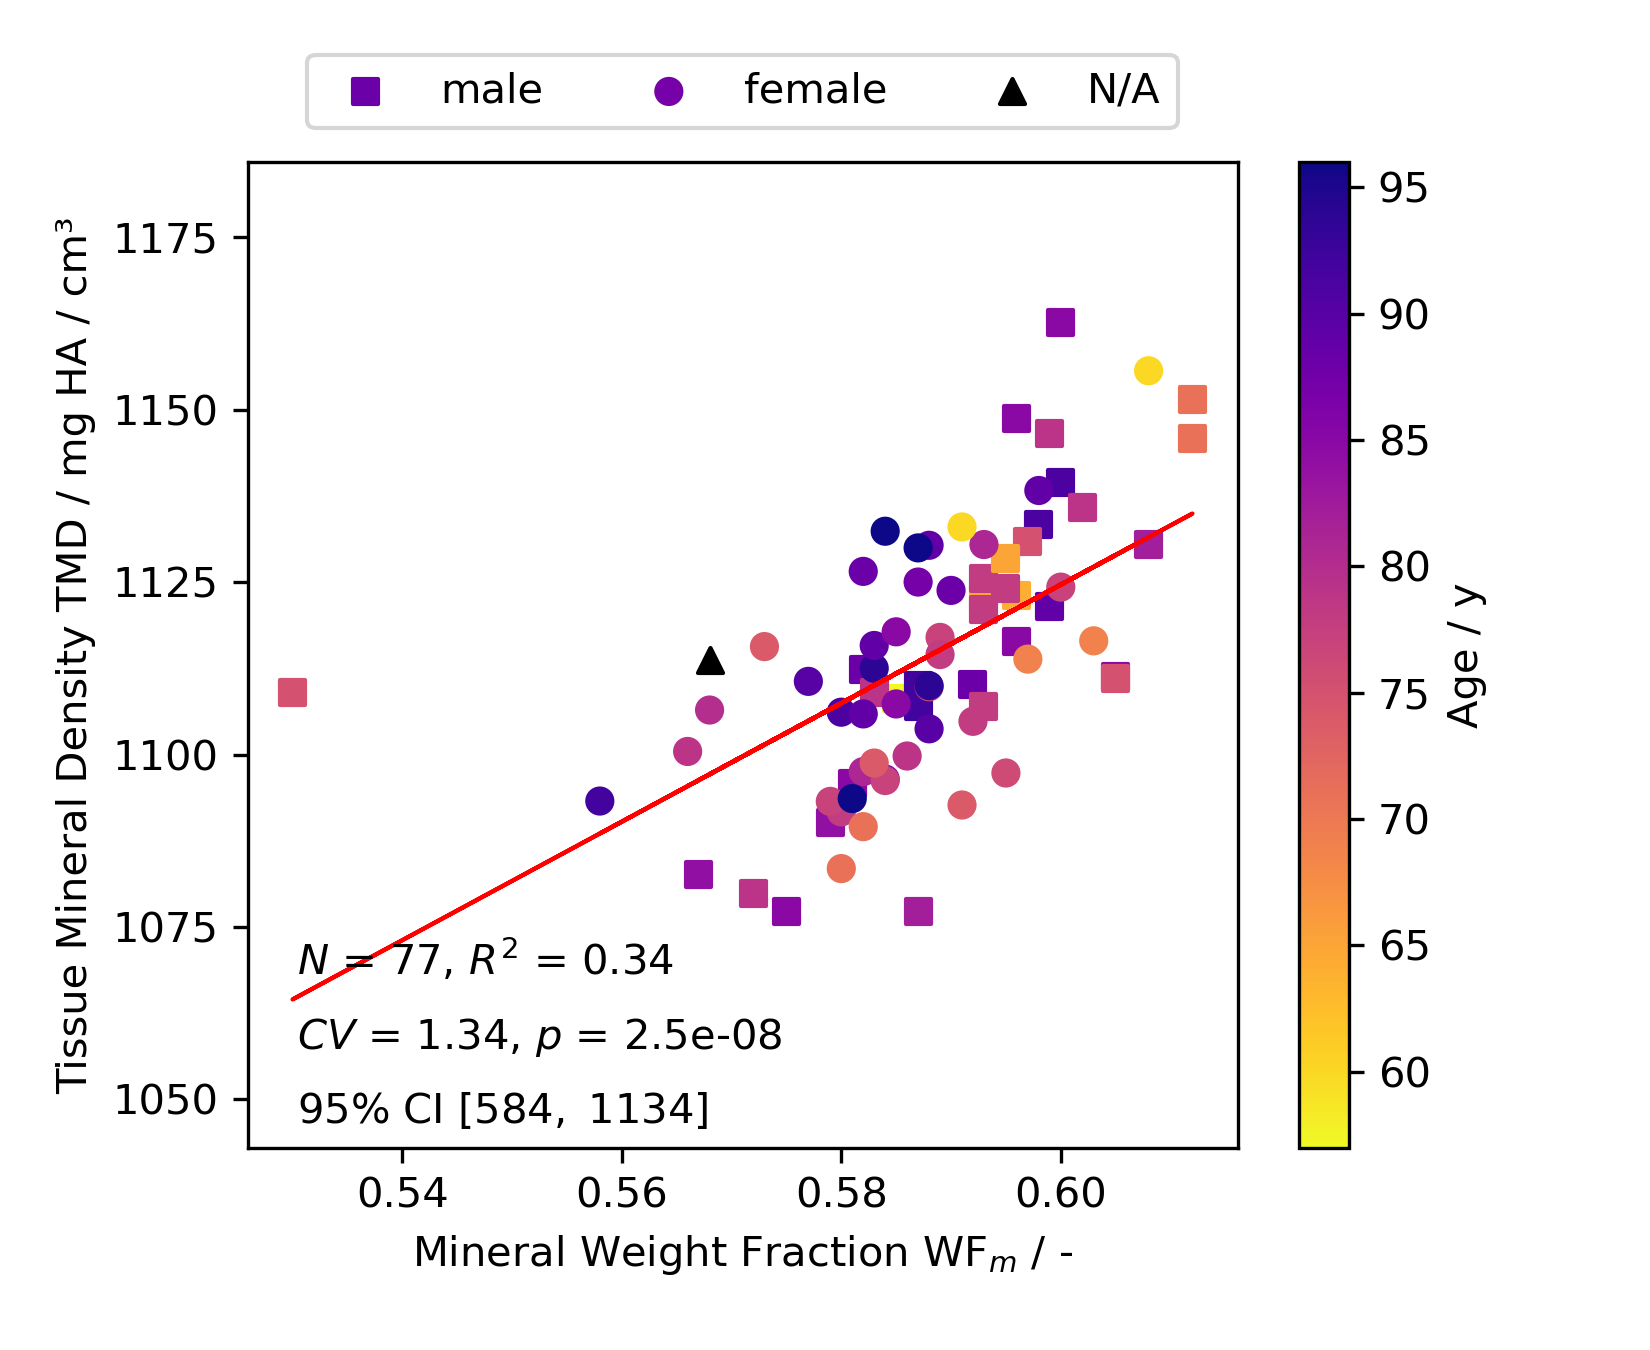 male female N/A
Tissue Mineral Density TMD / mg HA / cm³
1175
1150
1125
1100
1075
1050
N = 77, R² = 0.34
CV = 1.34, p = 2.5e-08
95% CI [584, 1134]
0.54 0.56 0.58 0.60
Mineral Weight Fraction WFₘ / -
95
90
85
80
75
70
65
60
Age / y